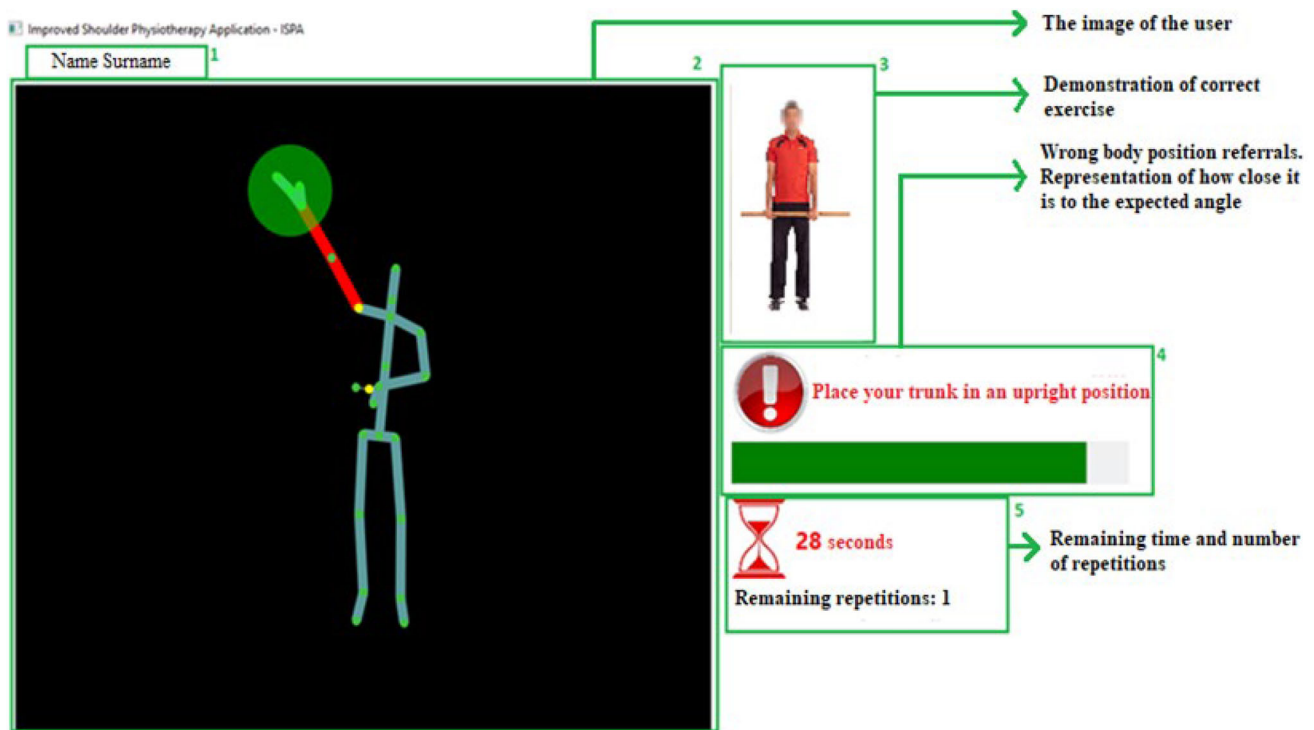 Improved Shoulder Physiotherapy Application - ISPA
Name Surname
1
2
3
The image of the user
Demonstration of correct
exercise
Wrong body position referrals.
Representation of how close it
is to the expected angle
4
Place your trunk in an upright position
5
28 seconds
Remaining repetitions: 1
Remaining time and number
of repetitions